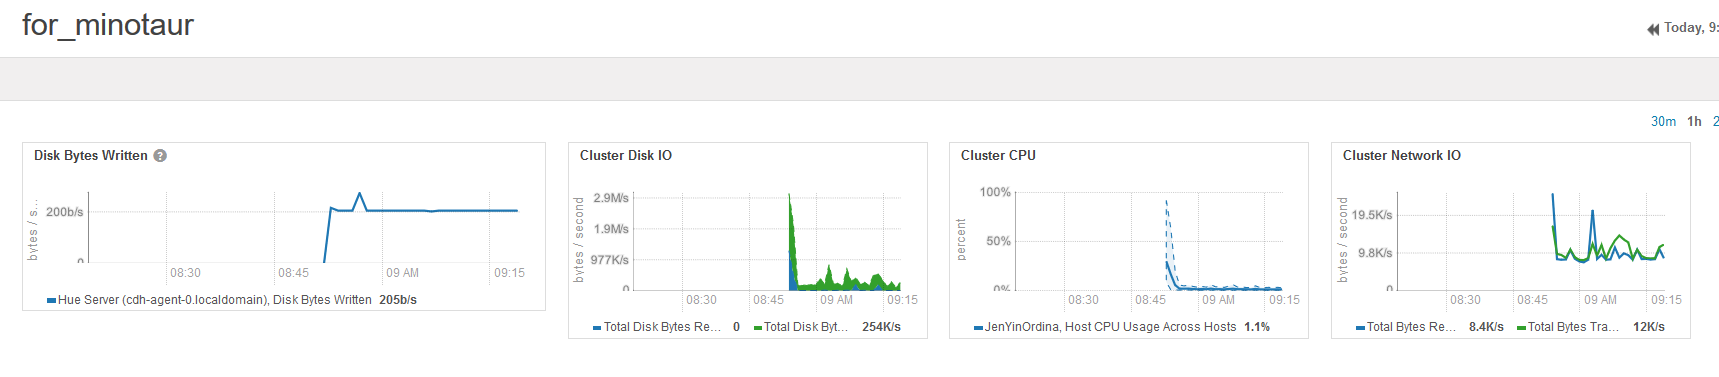 for_minotaur
Today, 9:
30m 1h 2
Disk Bytes Written ?
bytes / s...
200b/s
0
08:30 08:45 09 AM 09:15
Hue Server (cdh-agent-0.localdomain), Disk Bytes Written 205b/s
Cluster Disk IO
bytes / second
2.9M/s
1.9M/s
977K/s
0
08:30 08:45 09 AM 09:15
Total Disk Bytes Re... 0 Total Disk Byt... 254K/s
Cluster CPU
percent
100%
50%
0%
08:30 08:45 09 AM 09:15
JenYinOrdina, Host CPU Usage Across Hosts 1.1%
Cluster Network IO
bytes / second
19.5K/s
9.8K/s
0
08:30 08:45 09 AM 09:15
Total Bytes Re... 8.4K/s Total Bytes Tra... 12K/s